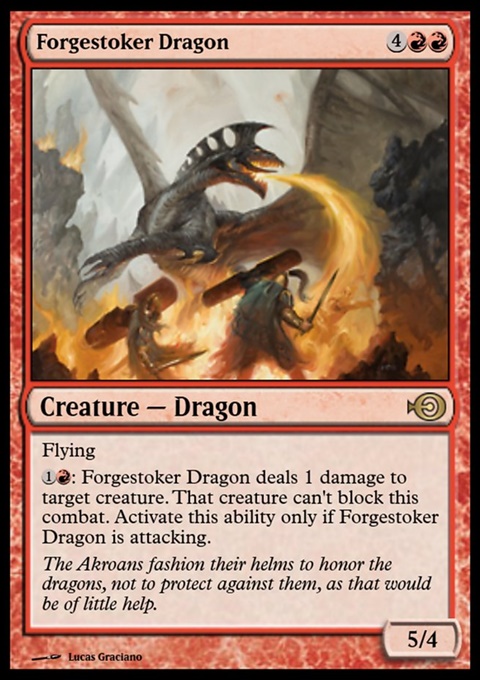 Forgestoker Dragon 4
Creature — Dragon
Flying
1: Forgestoker Dragon deals 1 damage to
target creature. That creature can't block this
combat. Activate this ability only if Forgestoker
Dragon is attacking.
The Akroans fashion their helms to honor the
dragons, not to protect against them, as that would
be of little help.
5/4
Lucas Graciano